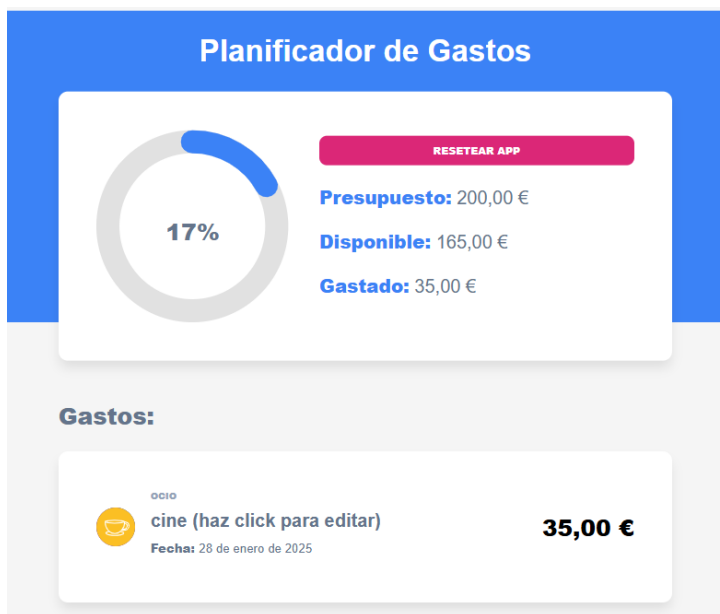 Planificador de Gastos
17%
RESETEAR APP
Presupuesto: 200,00 €
Disponible: 165,00 €
Gastado: 35,00 €
Gastos:
OCIO
cine (haz click para editar)
Fecha: 28 de enero de 2025
35,00 €